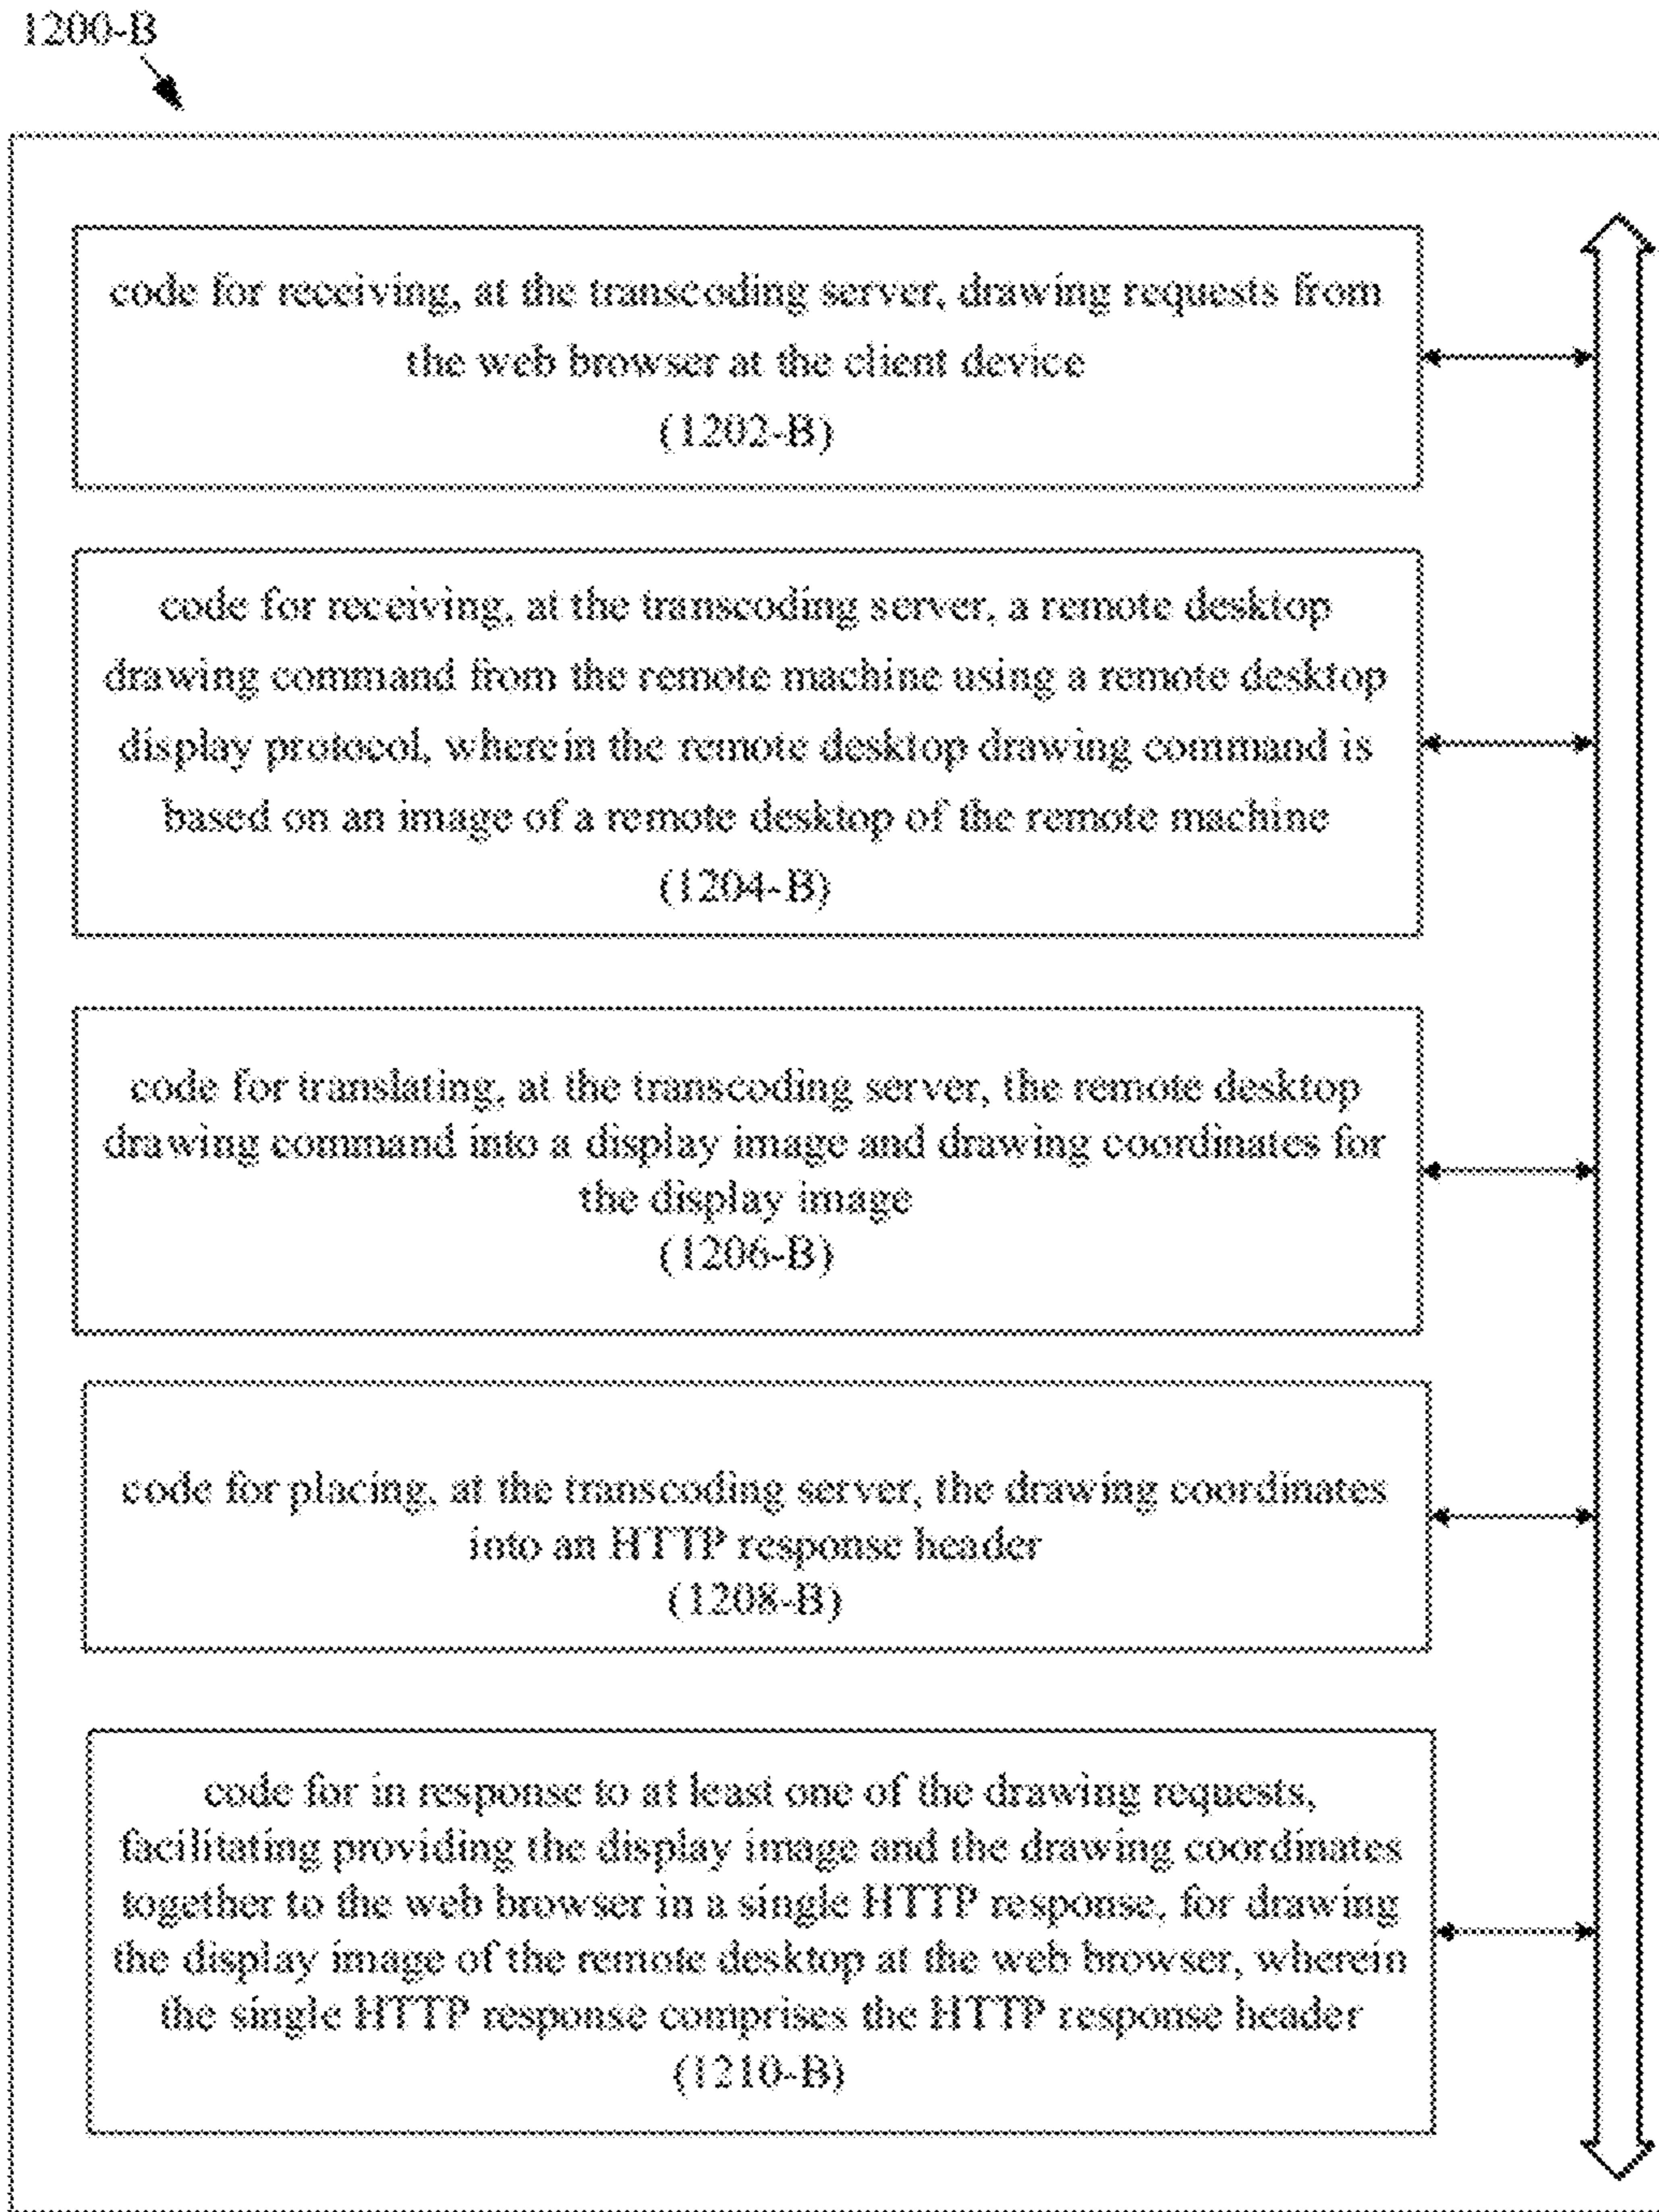 1200-B
code for receiving, at the transcoding server, drawing requests from
the web browser at the client device
(1202-B)
code for receiving, at the transcoding server, a remote desktop
drawing command from the remote machine using a remote desktop
display protocol, wherein the remote desktop drawing command is
based on an image of a remote desktop of the remote machine
(1204-B)
code for translating, at the transcoding server, the remote desktop
drawing command into a display image and drawing coordinates for
the display image
(1206-B)
code for placing, at the transcoding server, the drawing coordinates
into an HTTP response header
(1208-B)
code for in response to at least one of the drawing requests,
facilitating providing the display image and the drawing coordinates
together to the web browser in a single HTTP response, for drawing
the display image of the remote desktop at the web browser, wherein
the single HTTP response comprises the HTTP response header
(1210-B)